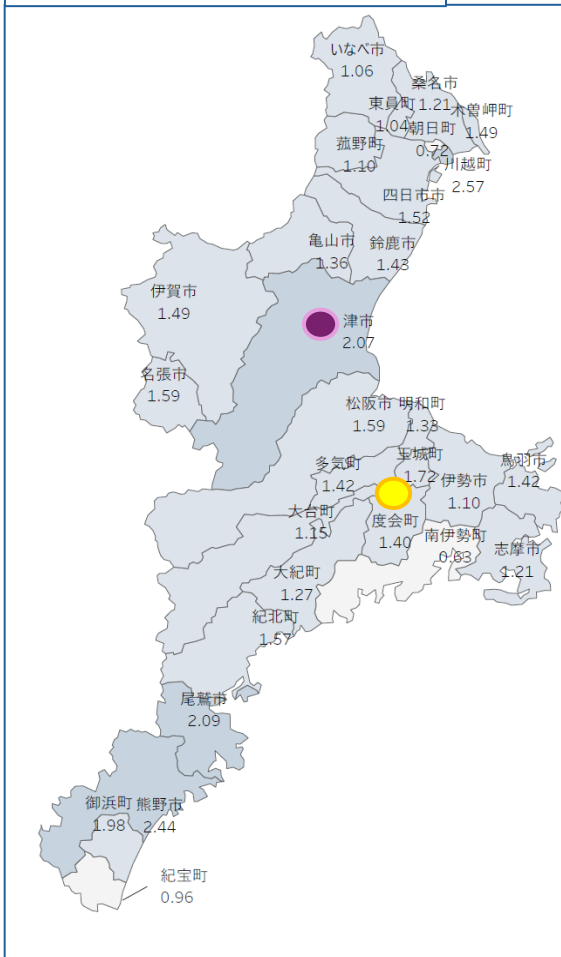 いなべ市
1.06
桑名市
1.21
東員町
1.04
木曽岬町
1.49
朝日町
0.72
菰野町
1.10
川越町
2.57
四日市市
1.52
亀山市
1.36
鈴鹿市
1.43
伊賀市
1.49
津市
2.07
名張市
1.59
松阪市
1.59
明和町
1.33
玉城町
1.72
多気町
1.42
伊勢市
1.10
鳥羽市
1.42
大台町
1.15
度会町
1.40
南伊勢町
0.63
志摩市
1.21
大紀町
1.27
紀北町
1.57
尾鷲市
2.09
御浜町
1.98
熊野市
2.44
紀宝町
0.96